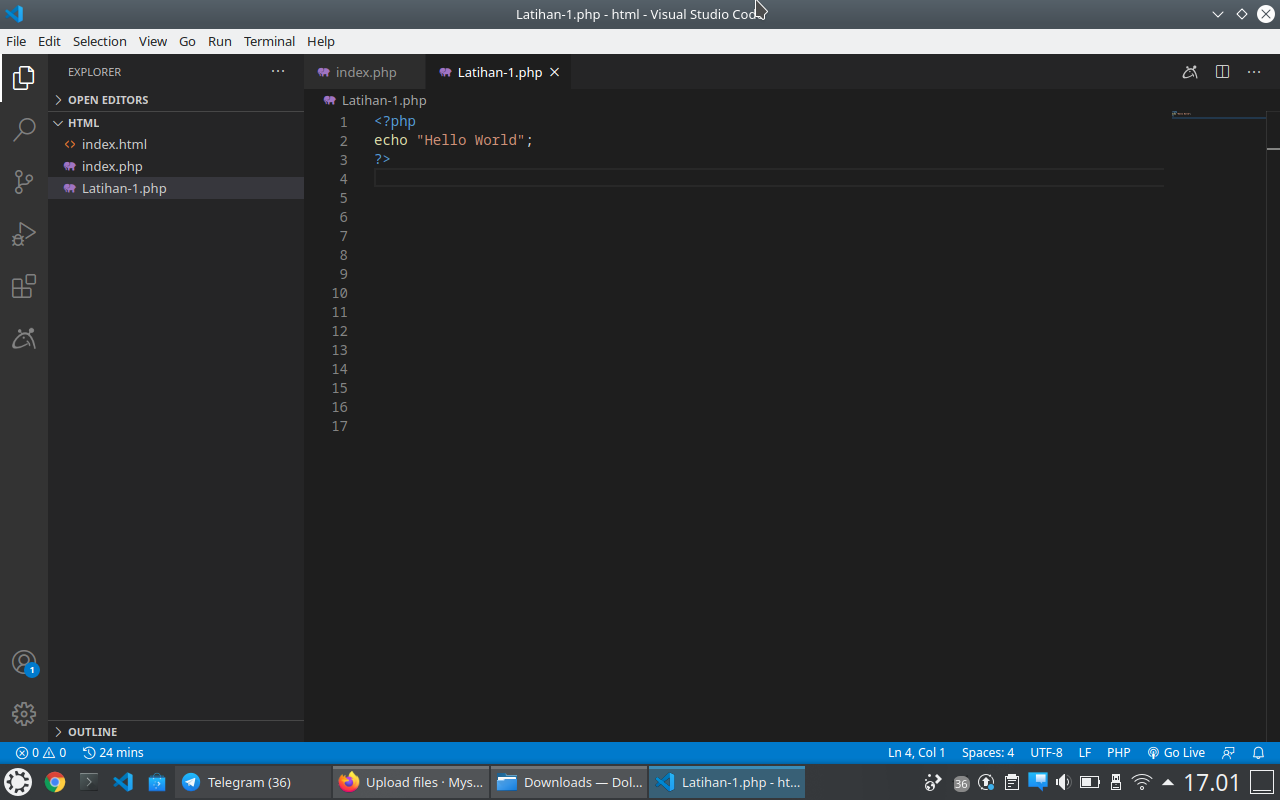 Latihan-1.php - html - Visual Studio Code
File Edit Selection View Go Run Terminal Help
EXPLORER
OPEN EDITORS
HTML
index.html
index.php
Latihan-1.php
OUTLINE
index.php Latihan-1.php
Latihan-1.php
1 <?php
2 echo "Hello World";
3 ?>
4
5
6
7
8
9
10
11
12
13
14
15
16
17
1
0 0 24 mins Ln 4, Col 1 Spaces: 4 UTF-8 LF PHP Go Live
Telegram (36) Upload files · Mys... Downloads — Dol... Latihan-1.php - ht... 36 17.01